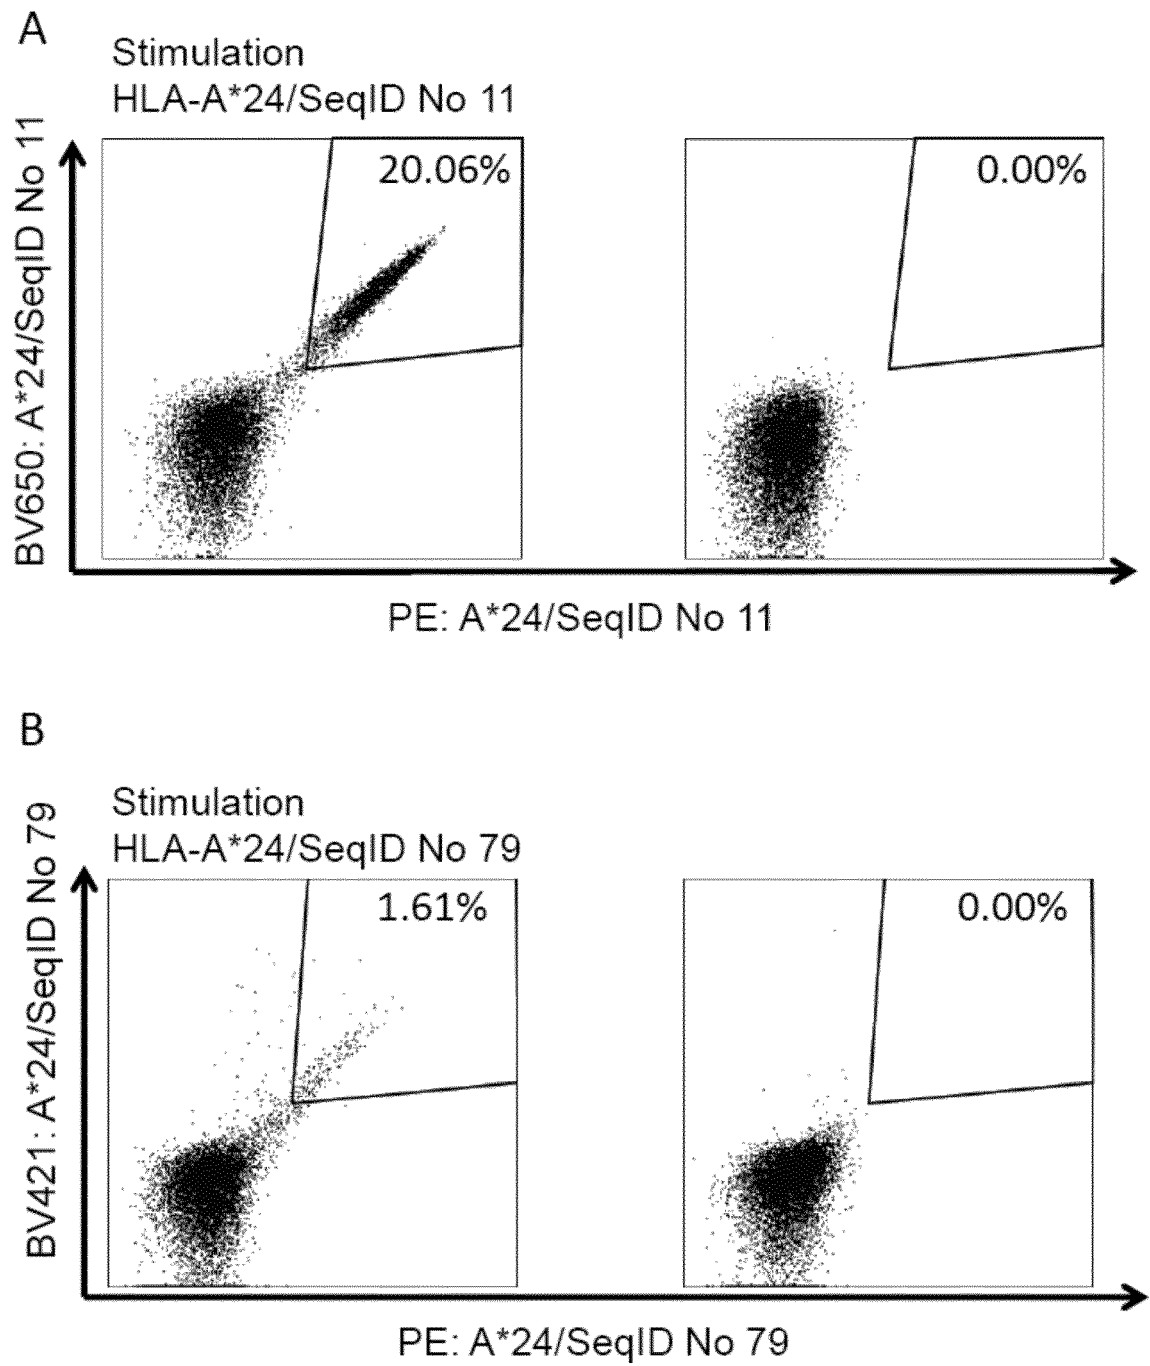 A
Stimulation
HLA-A*24/SeqID No 11
20.06%
0.00%
BV650: A*24/SeqID No 11
PE: A*24/SeqID No 11
B
Stimulation
HLA-A*24/SeqID No 79
1.61%
0.00%
BV421: A*24/SeqID No 79
PE: A*24/SeqID No 79